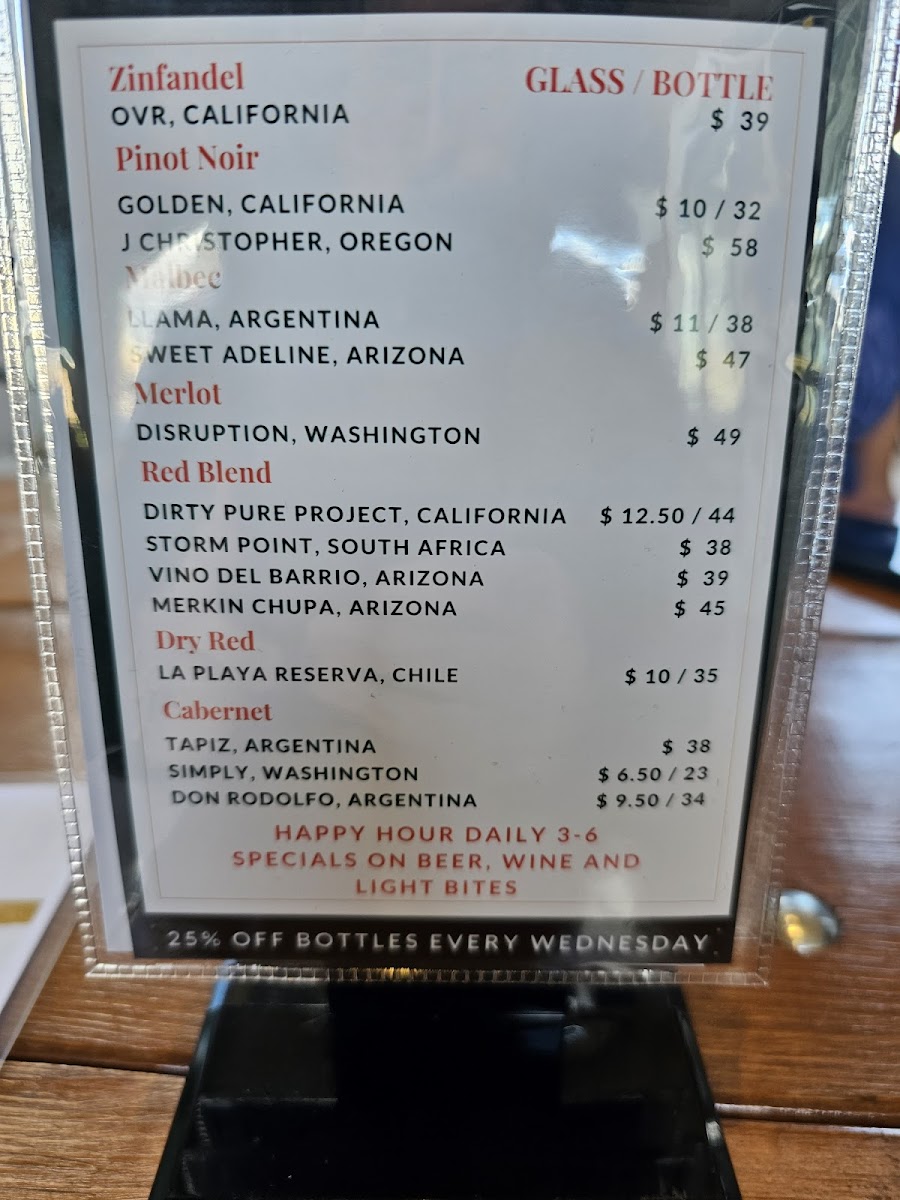 Zinfandel GLASS / BOTTLE
OVR, CALIFORNIA $ 39
Pinot Noir
GOLDEN, CALIFORNIA $ 10 / 32
J CHRISTOPHER, OREGON $ 58
Malbec
LLAMA, ARGENTINA $ 11 / 38
SWEET ADELINE, ARIZONA $ 47
Merlot
DISRUPTION, WASHINGTON $ 49
Red Blend
DIRTY PURE PROJECT, CALIFORNIA $ 12.50 / 44
STORM POINT, SOUTH AFRICA $ 38
VINO DEL BARRIO, ARIZONA $ 39
MERKIN CHUPA, ARIZONA $ 45
Dry Red
LA PLAYA RESERVA, CHILE $ 10 / 35
Cabernet
TAPIZ, ARGENTINA $ 38
SIMPLY, WASHINGTON $ 6.50 / 23
DON RODOLFO, ARGENTINA $ 9.50 / 34
HAPPY HOUR DAILY 3-6
SPECIALS ON BEER, WINE AND
LIGHT BITES
25% OFF BOTTLES EVERY WEDNESDAY